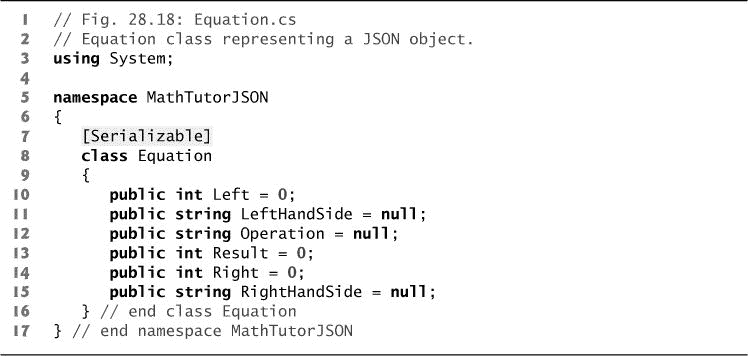 1 // Fig. 28.18: Equation.cs
2 // Equation class representing a JSON object.
3 using System;
4
5 namespace MathTutorJSON
6 {
7 [Serializable]
8 class Equation
9 {
10 public int Left = 0;
11 public string LeftHandSide = null;
12 public string Operation = null;
13 public int Result = 0;
14 public int Right = 0;
15 public string RightHandSide = null;
16 } // end class Equation
17 } // end namespace MathTutorJSON